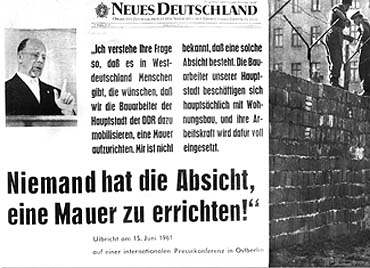 NEUES DEUTSCHLAND
„Ich verstehe Ihre Frage
so, daß es in West-
deutschland Menschen
gibt, die wünschen, daß
wir die Bauarbeiter der
Hauptstadt der DDR dazu
mobilisieren, eine Mauer
aufzurichten. Mir ist nicht
bekannt, daß eine solche
Absicht besteht. Die Bau-
arbeiter unserer Haupt-
stadt beschäftigen sich
hauptsächlich mit Woh-
nungsbau, und ihre Ar-
beitskraft wird dafür voll
eingesetzt.
Niemand hat die Absicht,
eine Mauer zu errichten!“
Ulbricht am 15. Juni 1961
auf einer internationalen Pressekonferenz in Ostberlin